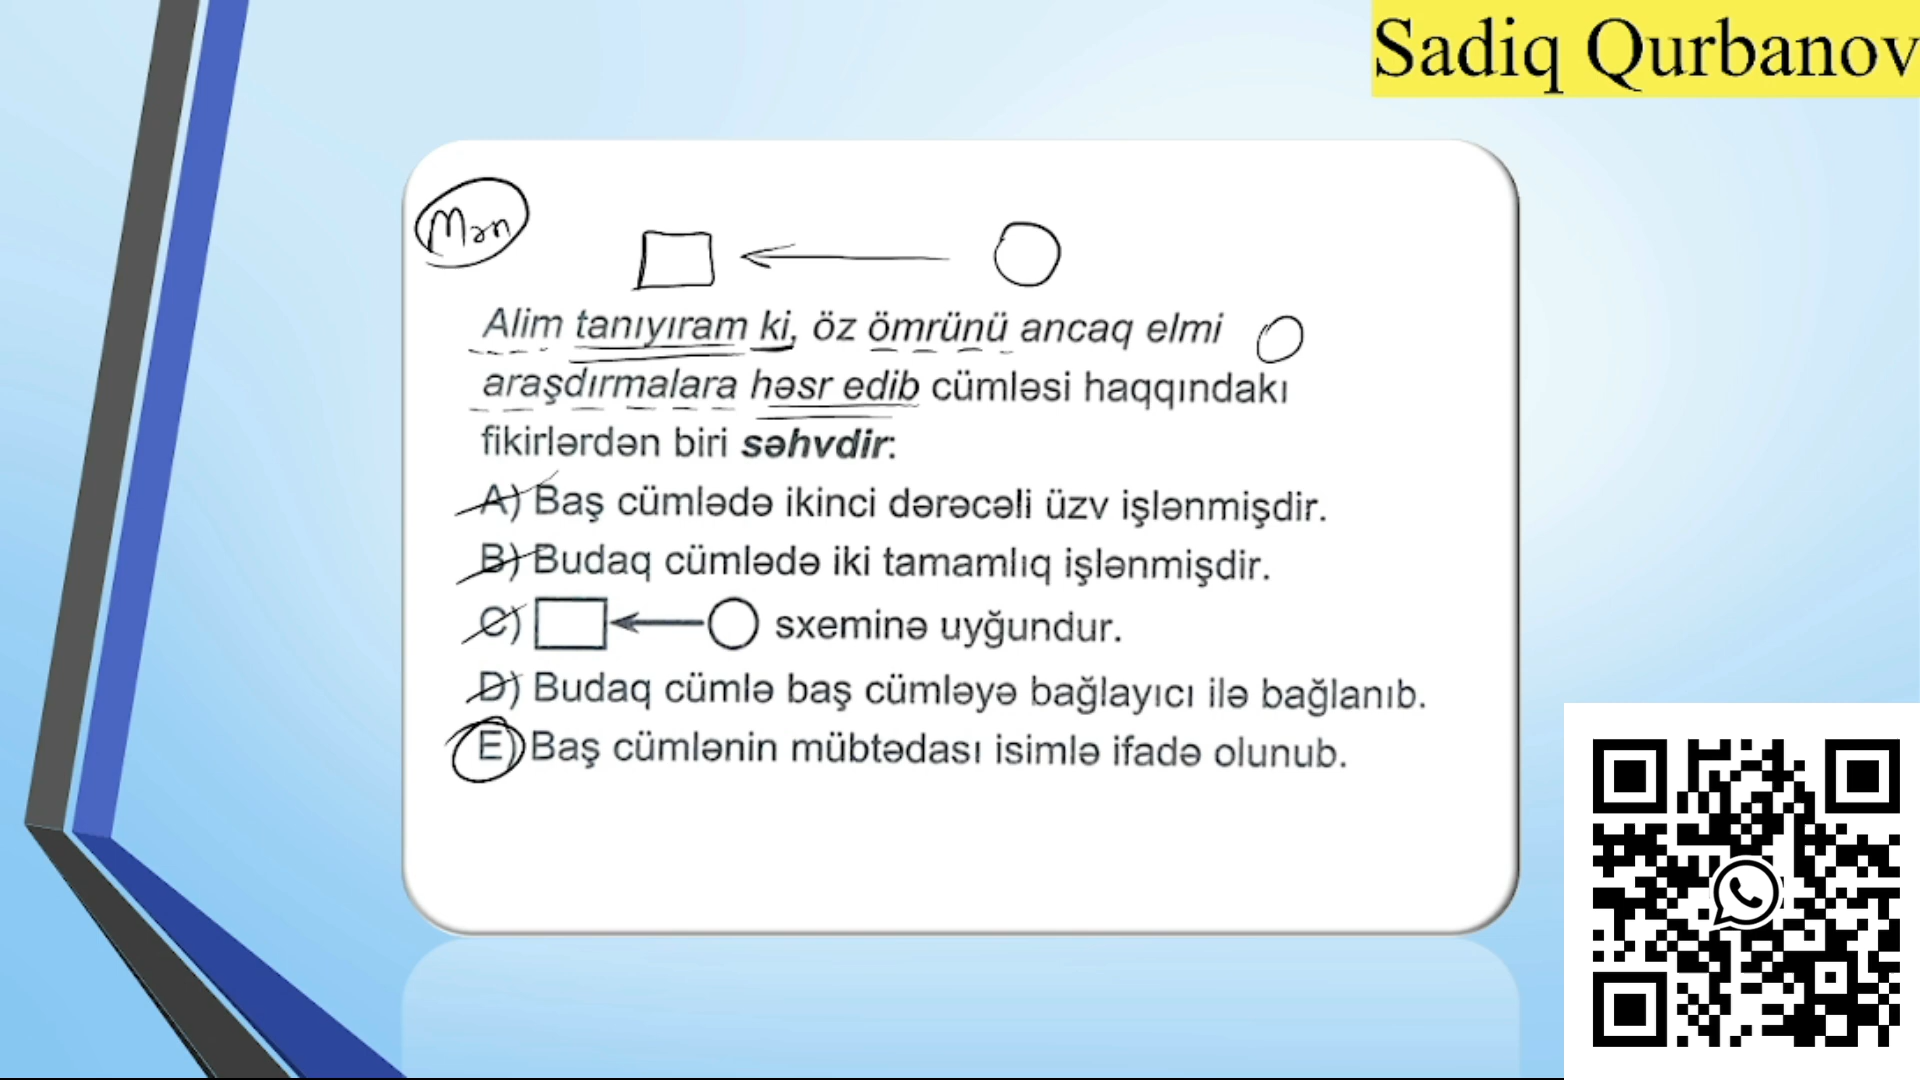 Sadiq Qurbanov
Mən
Alim tanıyıram ki, öz ömrünü ancaq elmi
araşdırmalara həsr edib cümləsi haqqındakı
fikirlərdən biri səhvdir:
A) Baş cümlədə ikinci dərəcəli üzv işlənmişdir.
B) Budaq cümlədə iki tamamlıq işlənmişdir.
C) sxeminə uyğundur.
D) Budaq cümlə baş cümləyə bağlayıcı ilə bağlanıb.
E) Baş cümlənin mübtədası isimlə ifadə olunub.